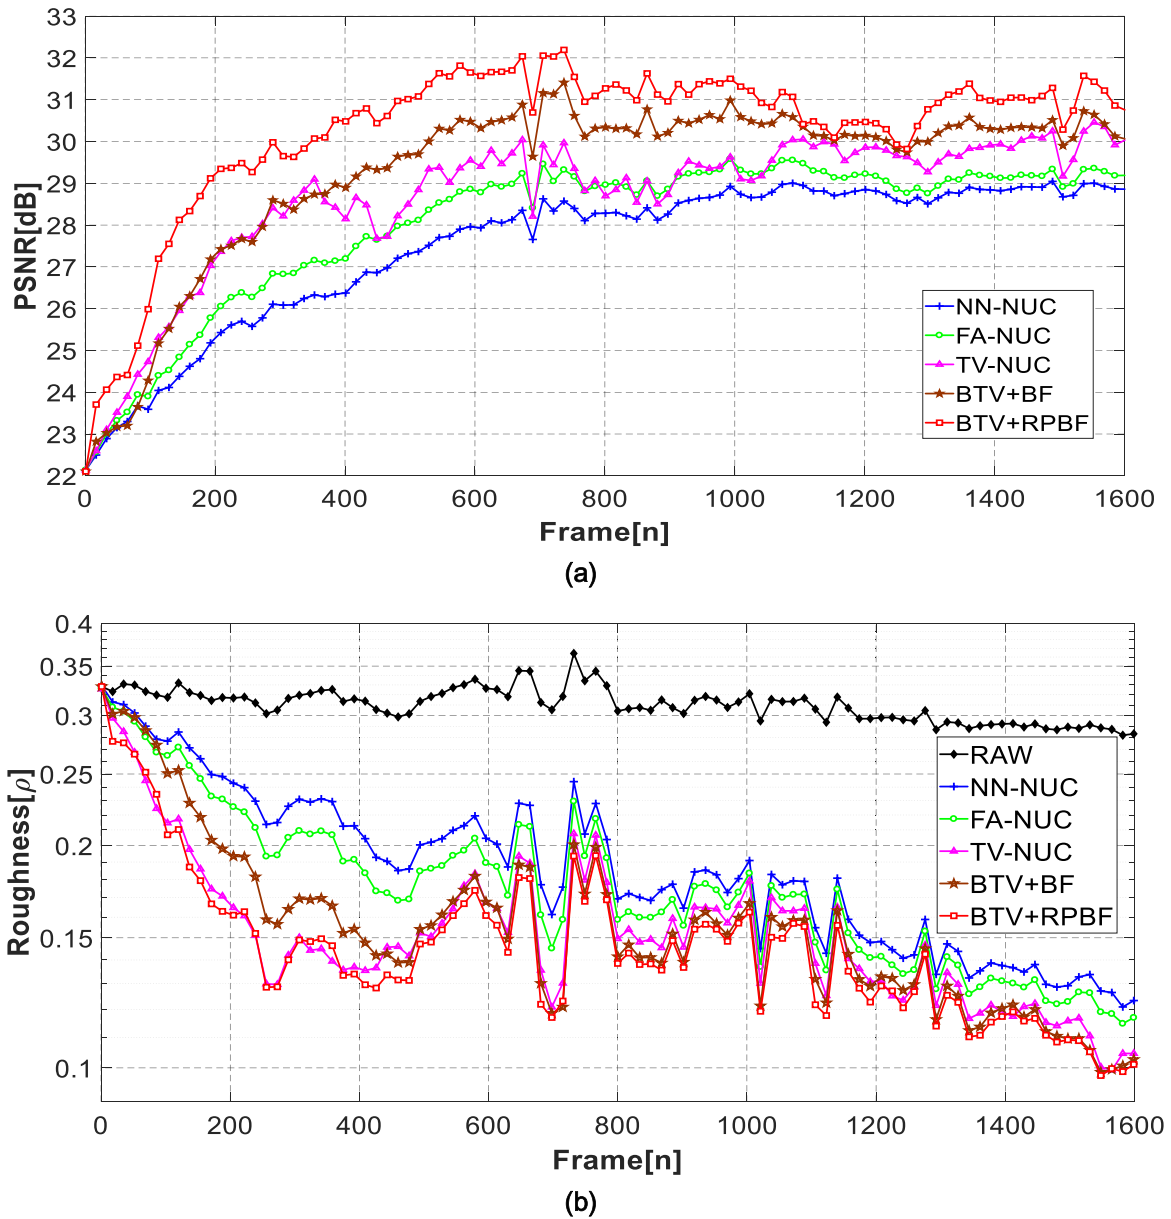 33
32
31
30
29
28
27
26
25
24
23
22
PSNR[dB]
NN-NUC
FA-NUC
TV-NUC
BTV+BF
BTV+RPBF
0 200 400 600 800 1000 1200 1400 1600
Frame[n]
(a)
0.4
0.35
0.3
0.25
0.2
0.15
0.1
Roughness[ρ]
RAW
NN-NUC
FA-NUC
TV-NUC
BTV+BF
BTV+RPBF
0 200 400 600 800 1000 1200 1400 1600
Frame[n]
(b)